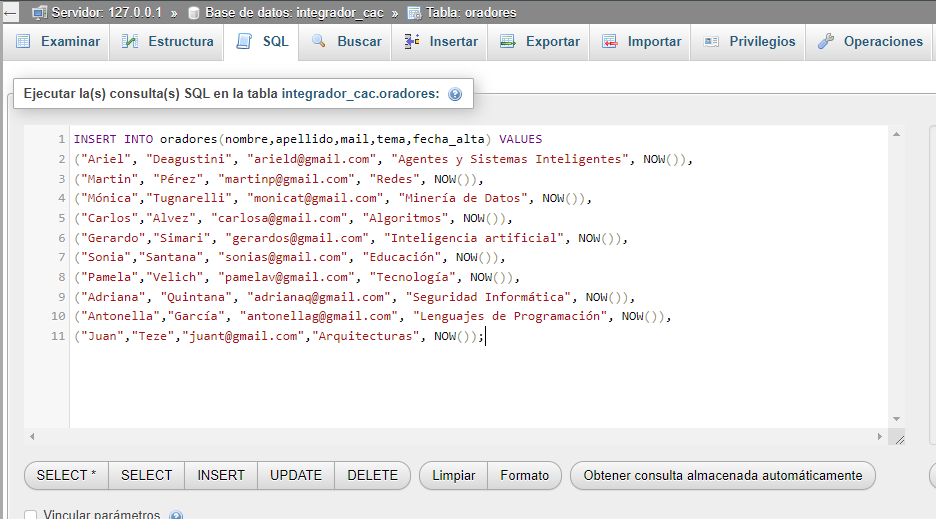 Servidor: 127.0.0.1 » Base de datos: integrador_cac » Tabla: oradores
Examinar Estructura SQL Buscar Insertar Exportar Importar Privilegios Operaciones
Ejecutar la(s) consulta(s) SQL en la tabla integrador_cac.oradores:
1 INSERT INTO oradores(nombre,apellido,mail,tema,fecha_alta) VALUES
2 ("Ariel", "Deagustini", "arield@gmail.com", "Agentes y Sistemas Inteligentes", NOW()),
3 ("Martin", "Pérez", "martinp@gmail.com", "Redes", NOW()),
4 ("Mónica","Tugnarelli", "monicat@gmail.com", "Minería de Datos", NOW()),
5 ("Carlos","Alvez", "carlosa@gmail.com", "Algoritmos", NOW()),
6 ("Gerardo","Simari", "gerardos@gmail.com", "Inteligencia artificial", NOW()),
7 ("Sonia","Santana", "sonias@gmail.com", "Educación", NOW()),
8 ("Pamela","Velich", "pamelav@gmail.com", "Tecnología", NOW()),
9 ("Adriana", "Quintana", "adrianaq@gmail.com", "Seguridad Informática", NOW()),
10 ("Antonella","García", "antonellag@gmail.com", "Lenguajes de Programación", NOW()),
11 ("Juan","Teze","juant@gmail.com","Arquitecturas", NOW());
SELECT * SELECT INSERT UPDATE DELETE Limpiar Formato Obtener consulta almacenada automáticamente
Vincular parámetros